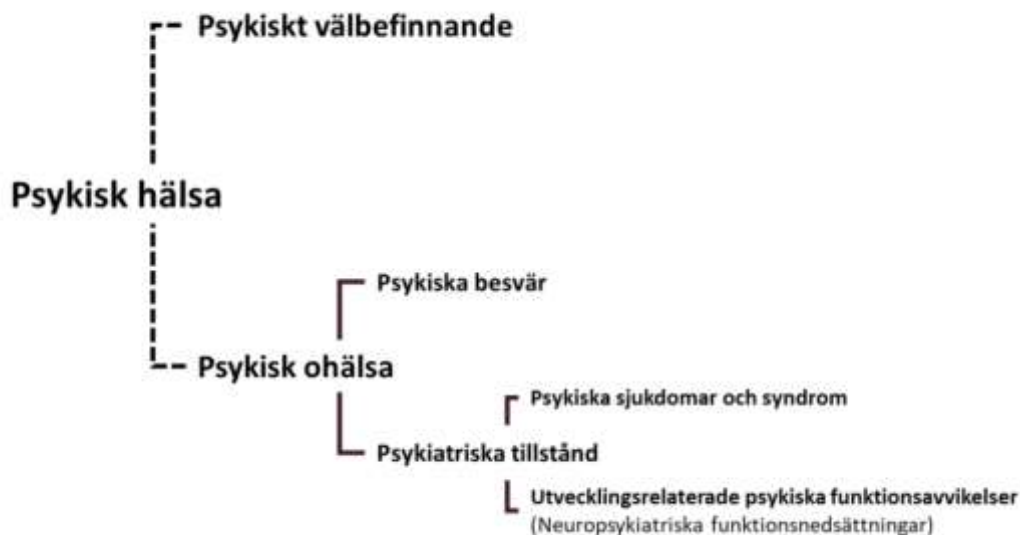 Psykiskt välbefinnande
Psykisk hälsa
Psykiska besvär
Psykisk ohälsa
Psykiska sjukdomar och syndrom
Psykiatriska tillstånd
Utvecklingsrelaterade psykiska funktionsavvikelser
(Neuropsykiatriska funktionsnedsättningar)